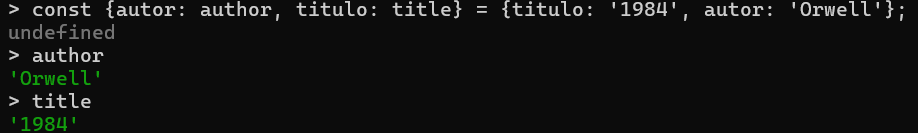 > const {autor: author, titulo: title} = {titulo: '1984', autor: 'Orwell'};
undefined
> author
'Orwell'
> title
'1984'